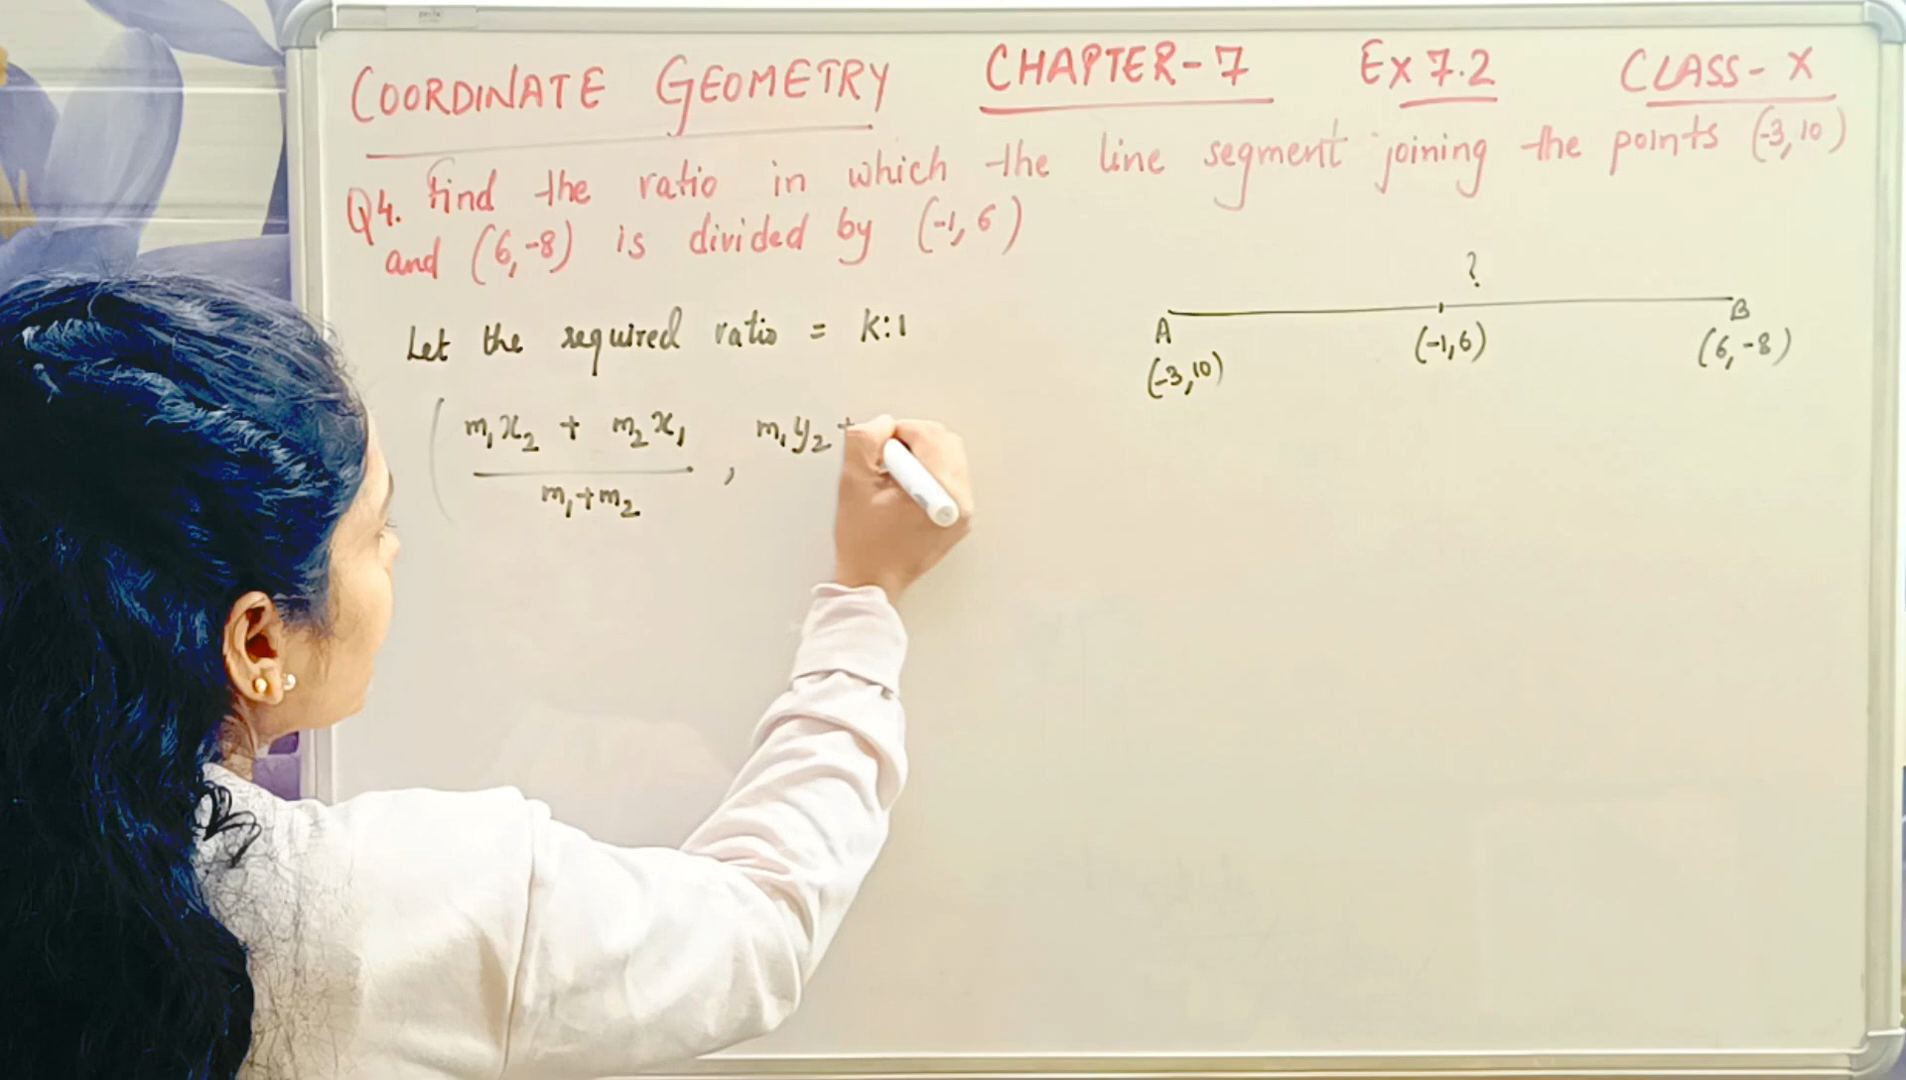 COORDINATE GEOMETRY CHAPTER-7 Ex 7.2 CLASS-X
Q4. Find the ratio in which the line segment joining the points (-3,10)
and (6,-8) is divided by (-1,6)
?
A B
(-3,10) (-1,6) (6,-8)
Let the required ratio = k:1
( m₁x₂ + m₂x₁ / m₁+m₂ , m₁y₂ +